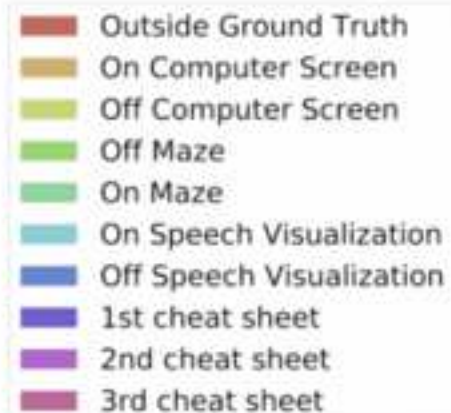 Outside Ground Truth
On Computer Screen
Off Computer Screen
Off Maze
On Maze
On Speech Visualization
Off Speech Visualization
1st cheat sheet
2nd cheat sheet
3rd cheat sheet